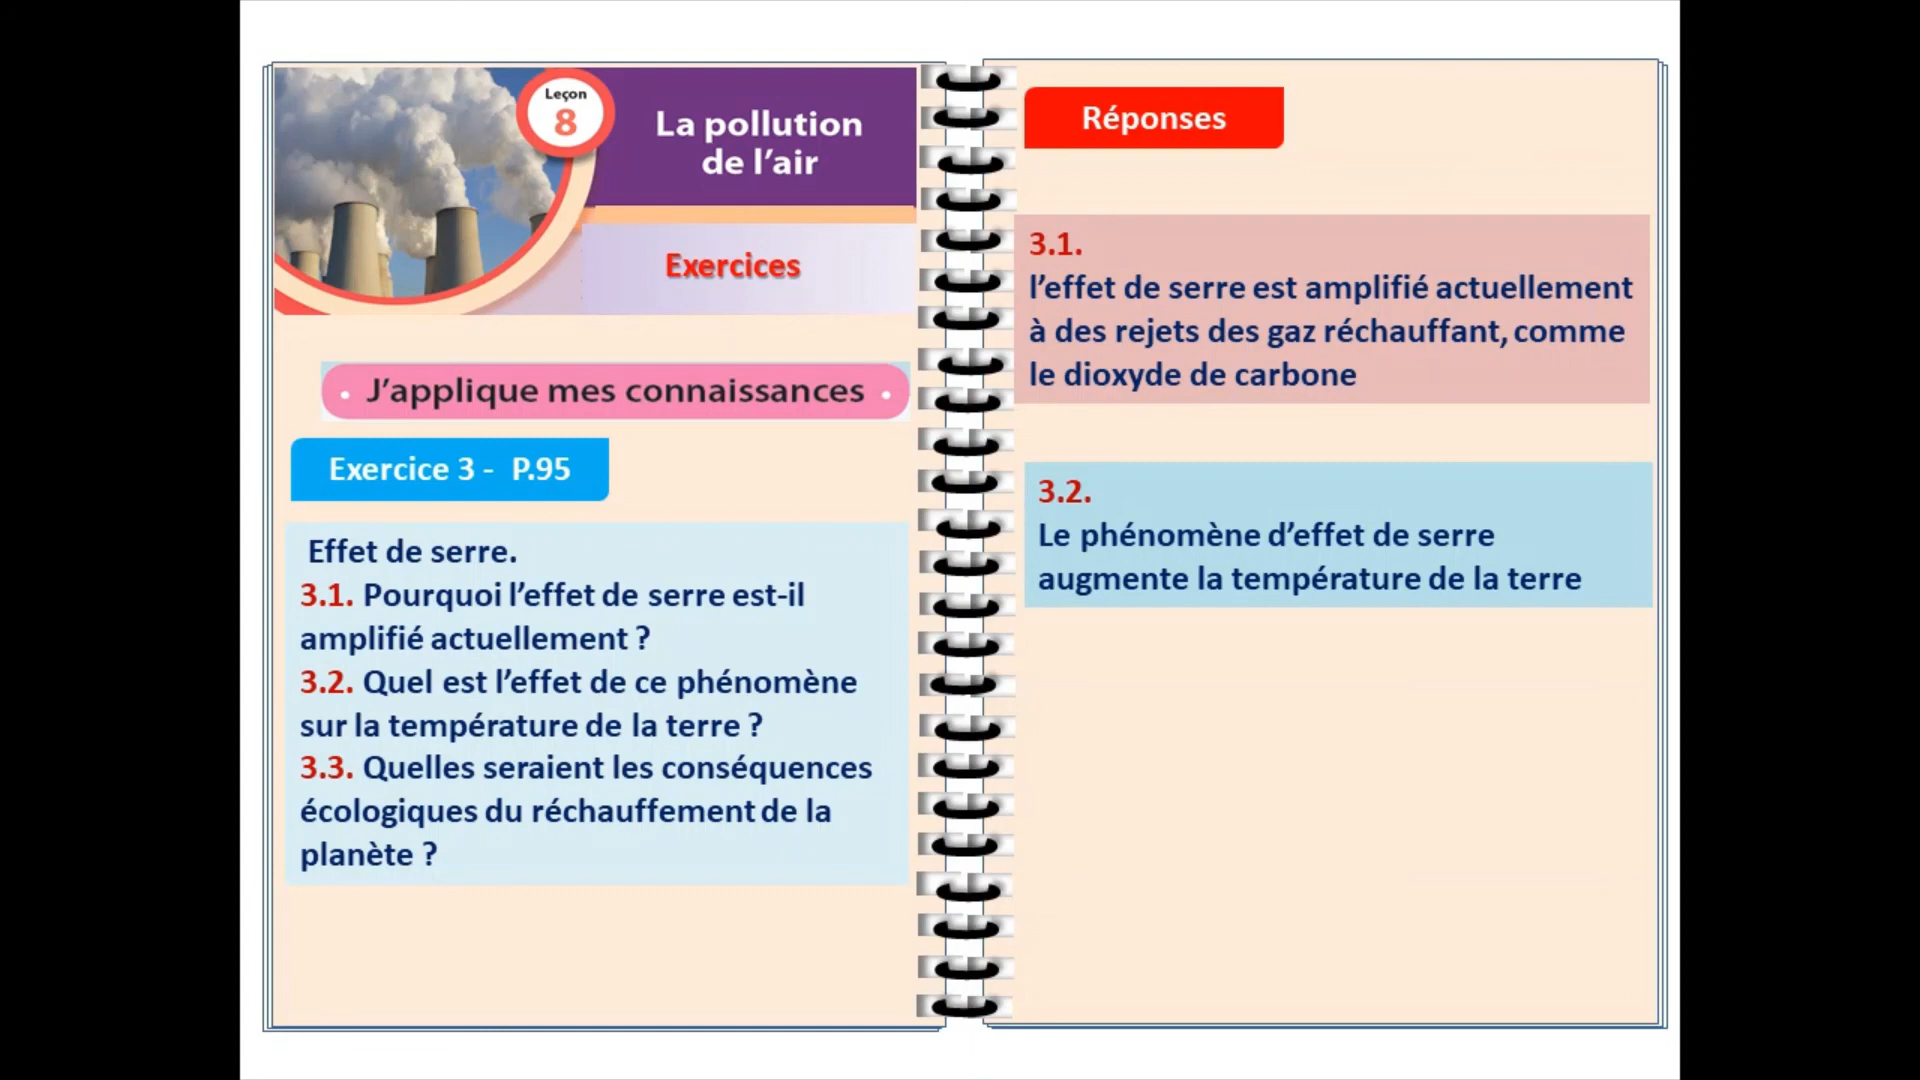 Leçon
8
La pollution
de l’air
Exercices
• J’applique mes connaissances •
Exercice 3 - P.95
Effet de serre.
3.1. Pourquoi l’effet de serre est-il
amplifié actuellement ?
3.2. Quel est l’effet de ce phénomène
sur la température de la terre ?
3.3. Quelles seraient les conséquences
écologiques du réchauffement de la
planète ?
Réponses
3.1.
l’effet de serre est amplifié actuellement
à des rejets des gaz réchauffant, comme
le dioxyde de carbone
3.2.
Le phénomène d’effet de serre
augmente la température de la terre